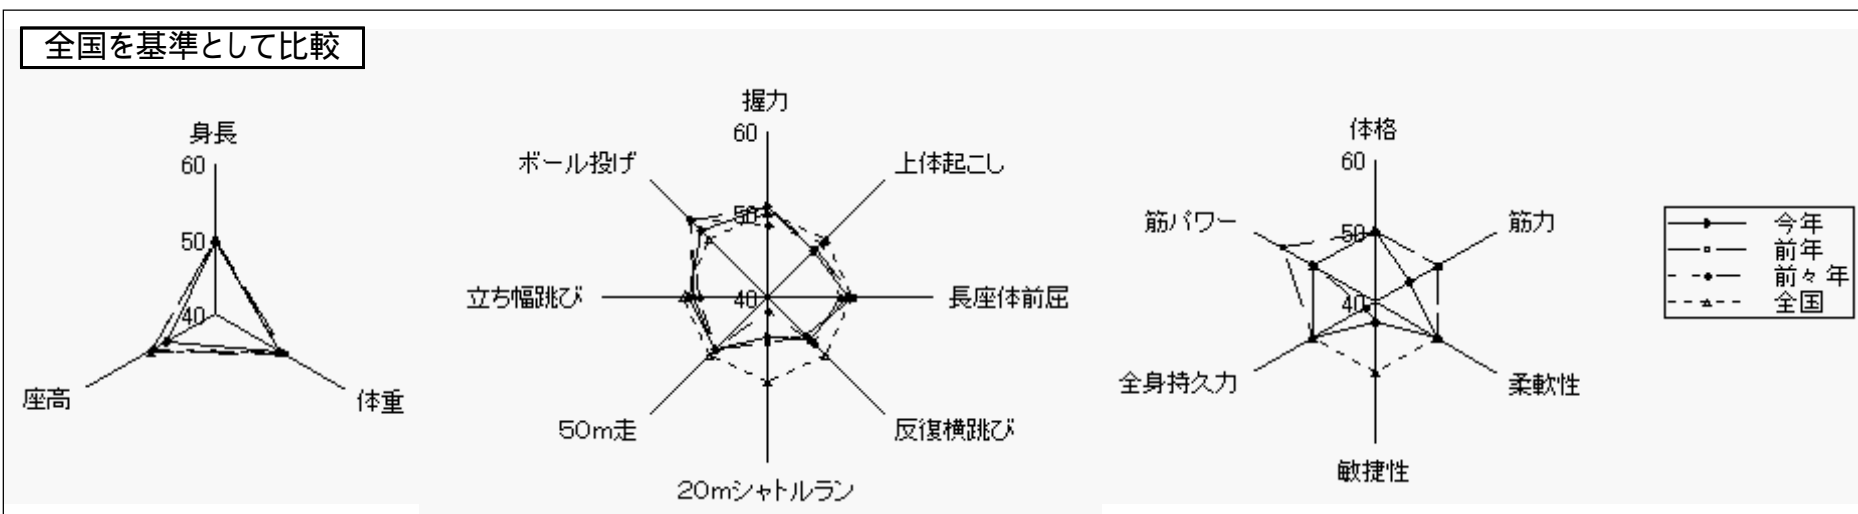 全国を基準として比較
身長
60
50
40
座高
体重
握力
60
ボール投げ
上体起こし
50
立ち幅跳び
40
長座体前屈
50m走
反復横跳び
20mシャトルラン
体格
60
筋パワー
50
筋力
40
全身持久力
柔軟性
敏捷性
今年
前年
前々年
全国